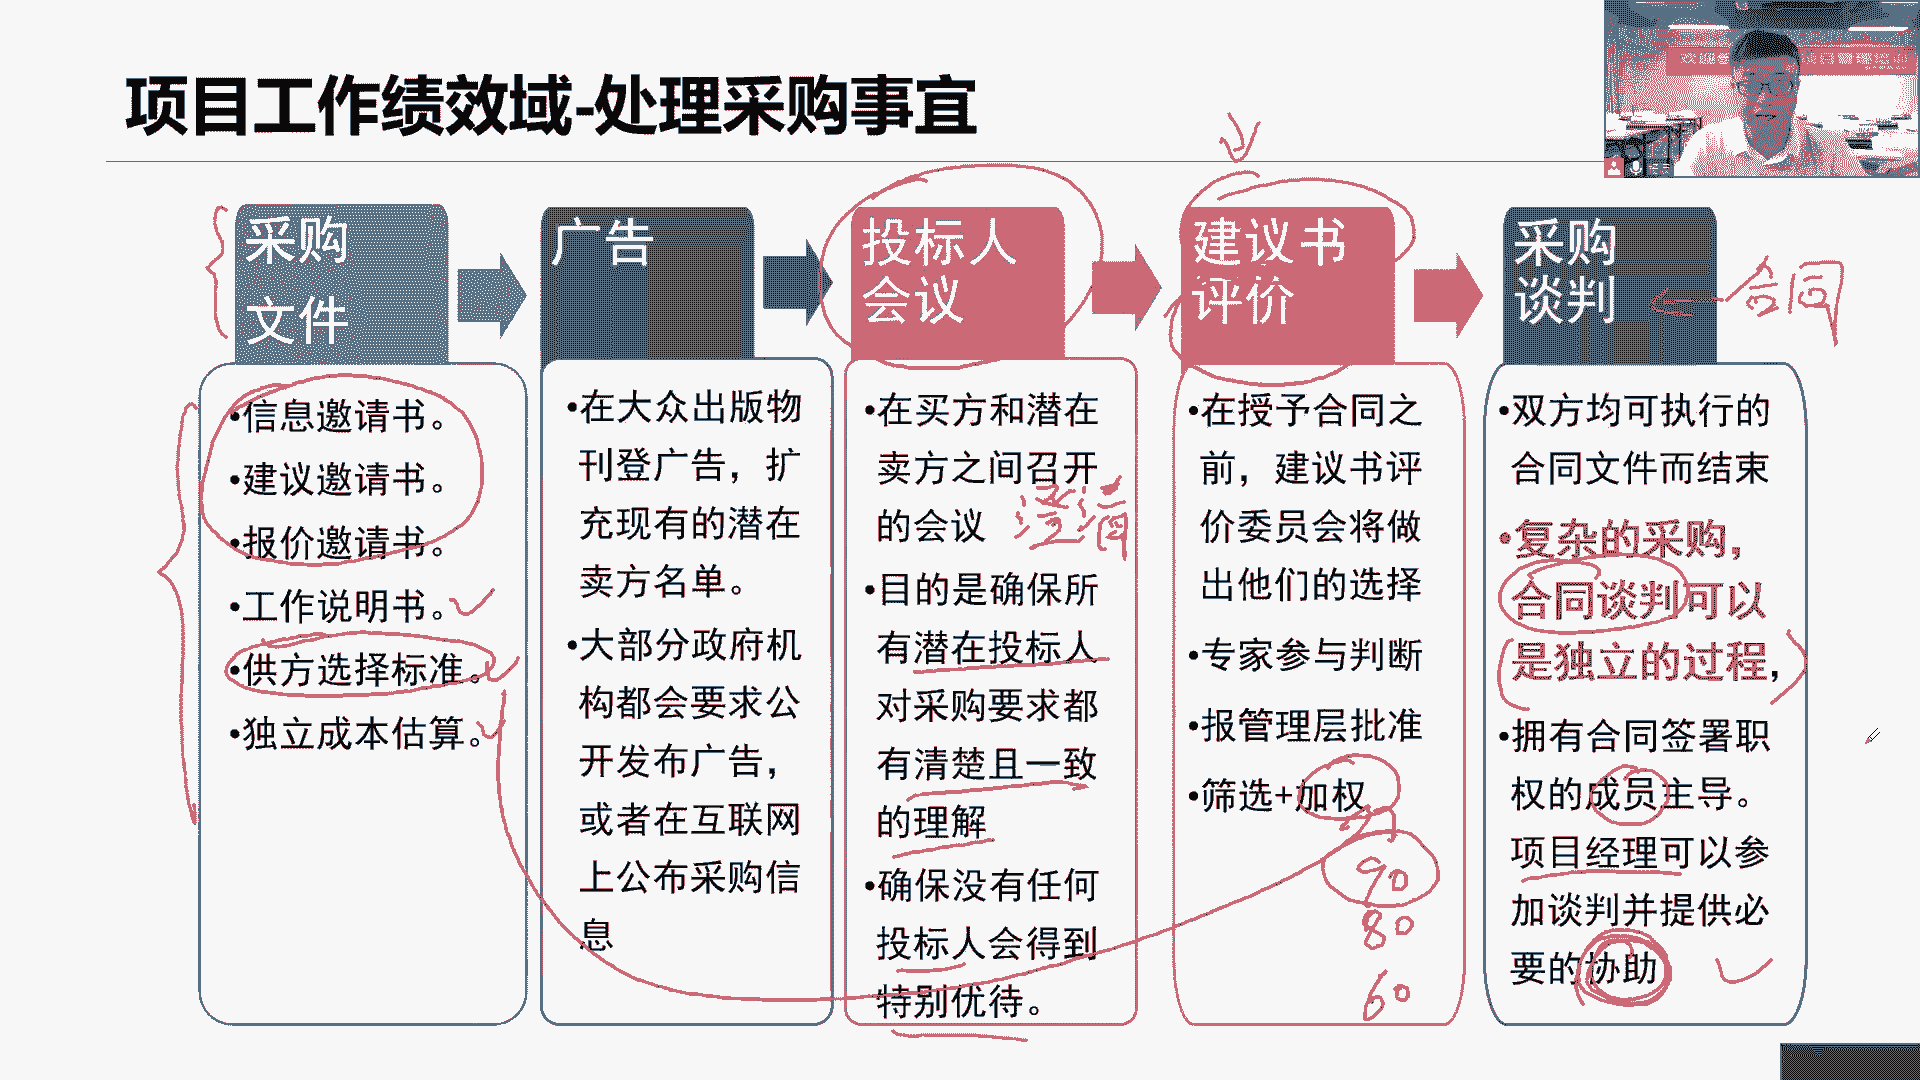 项目工作绩效域-处理采购事宜
采购
文件
•信息邀请书。
•建议邀请书。
•报价邀请书。
•工作说明书。
•供方选择标准。
•独立成本估算。
广告
•在大众出版物
刊登广告，扩
充现有的潜在
卖方名单。
•大部分政府机
构都会要求公
开发布广告，
或者在互联网
上公布采购信
息
投标人
会议
•在买方和潜在
卖方之间召开
的会议
澄清
•目的是确保所
有潜在投标人
对采购要求都
有清楚且一致
的理解
•确保没有任何
投标人会得到
特别优待。
建议书
评价
•在授予合同之
前，建议书评
价委员会将做
出他们的选择
•专家参与判断
•报管理层批准
•筛选+加权
90
80
60
采购
谈判
合同
•双方均可执行的
合同文件而结束
•复杂的采购，
合同谈判可以
是独立的过程，
•拥有合同签署职
权的成员主导。
项目经理可以参
加谈判并提供必
要的协助